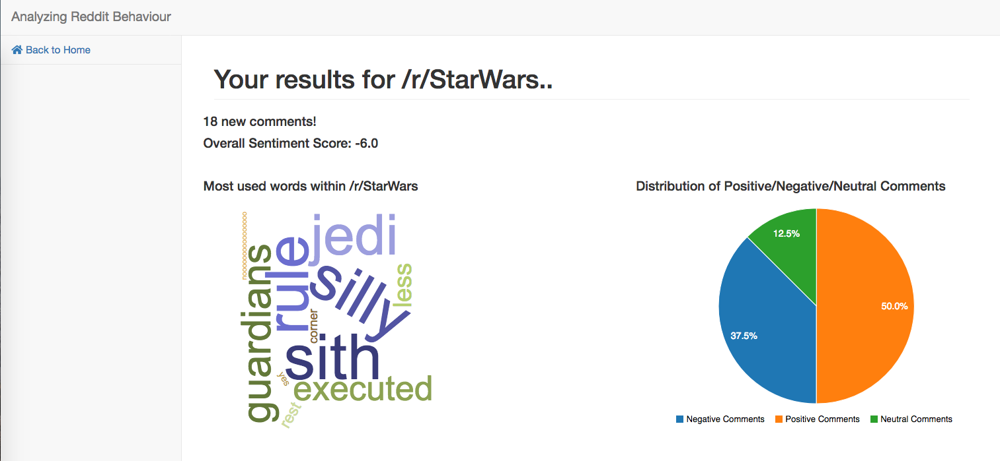 Analyzing Reddit Behaviour
Back to Home
Your results for /r/StarWars..
18 new comments!
Overall Sentiment Score: -6.0
Most used words within /r/StarWars
jedi
rule
guardians
silly
less
corner
sith
yes
executed
rest
Distribution of Positive/Negative/Neutral Comments
12.5%
50.0%
37.5%
Negative Comments
Positive Comments
Neutral Comments